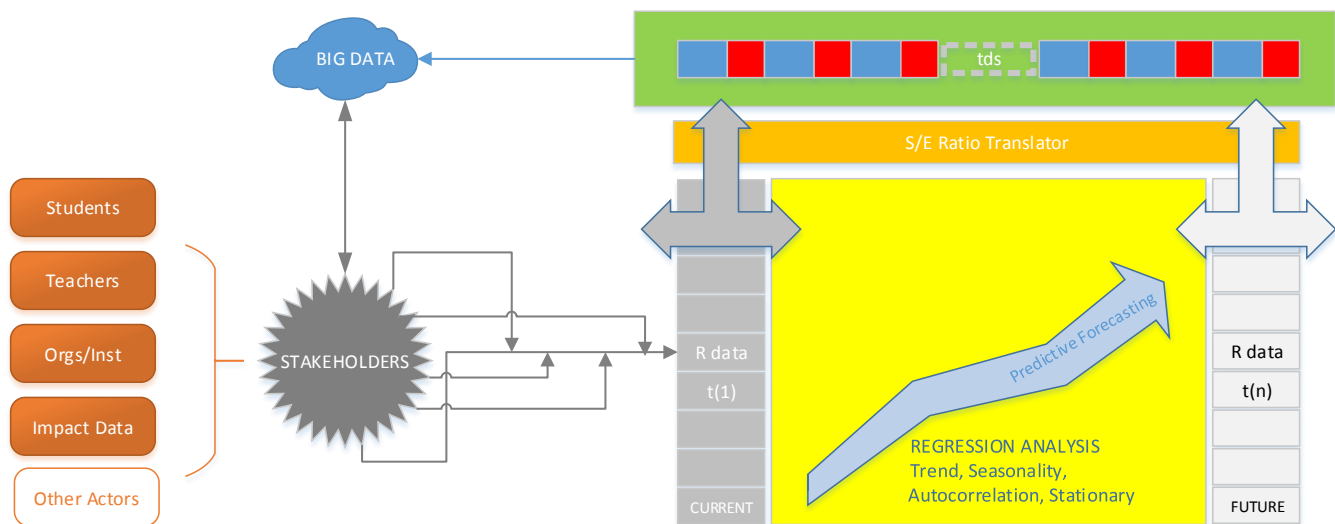 BIG DATA
tds
S/E Ratio Translator
Students
Teachers
Orgs/Inst
Impact Data
Other Actors
STAKEHOLDERS
R data
t(1)
CURRENT
Predictive Forecasting
REGRESSION ANALYSIS
Trend, Seasonality,
Autocorrelation, Stationary
R data
t(n)
FUTURE